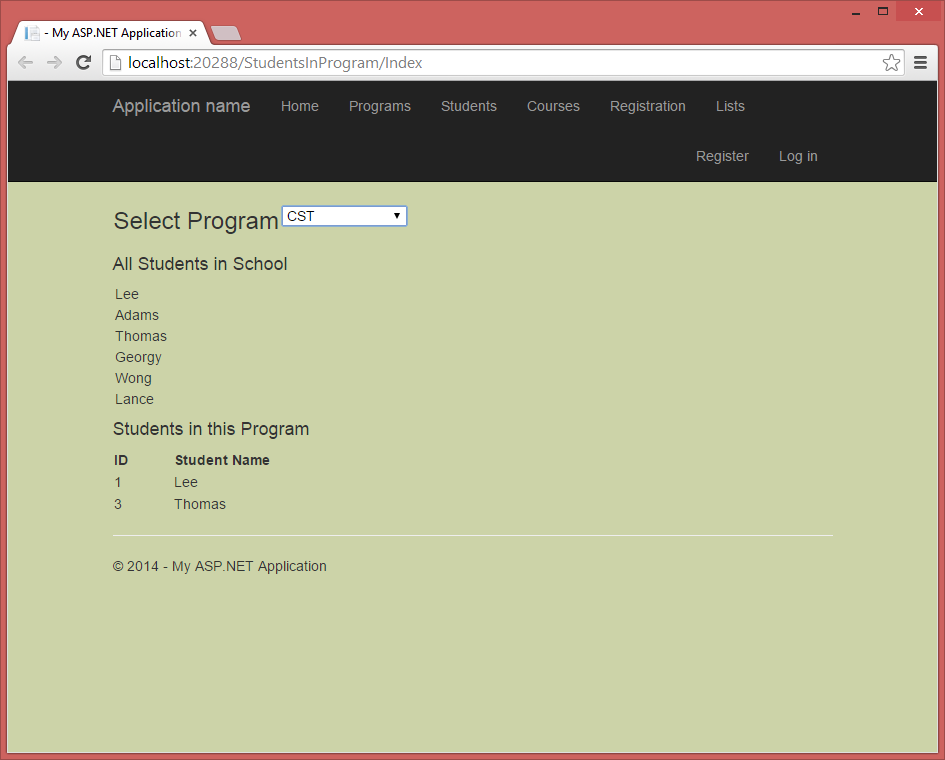 - My ASP.NET Application
localhost:20288/StudentsInProgram/Index
Application name Home Programs Students Courses Registration Lists
Register Log in
Select Program CST
All Students in School
Lee
Adams
Thomas
Georgy
Wong
Lance
Students in this Program
ID Student Name
1 Lee
3 Thomas
© 2014 - My ASP.NET Application